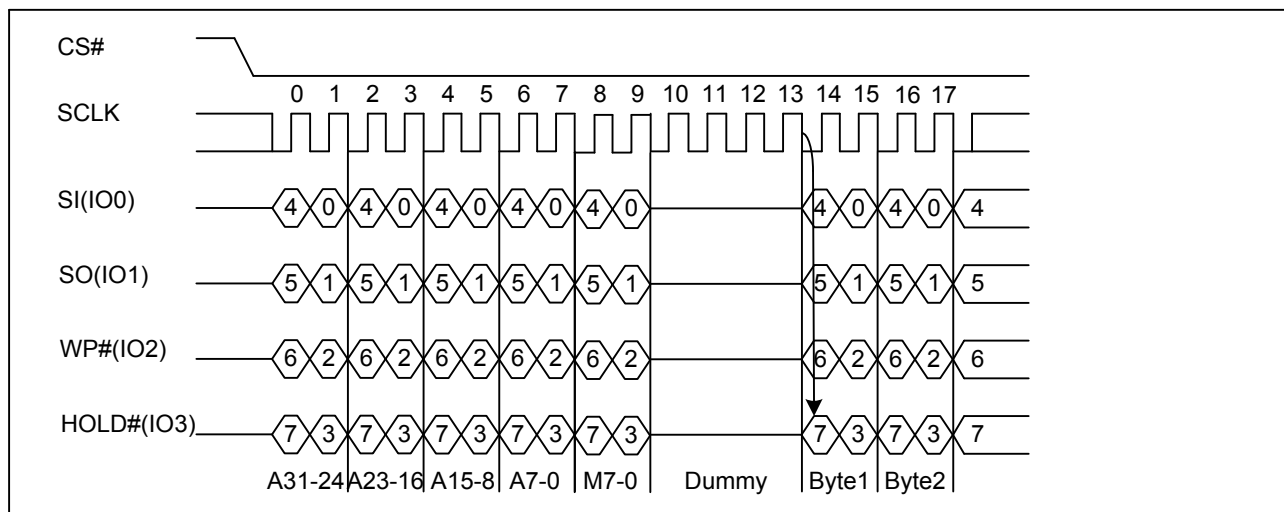 CS#
0 1 2 3 4 5 6 7 8 9 10 11 12 13 14 15 16 17
SCLK
SI(IO0) 4 0 4 0 4 0 4 0 4 0 4 0 4 0 4
SO(IO1) 5 1 5 1 5 1 5 1 5 1 5 1 5 1 5
WP#(IO2) 6 2 6 2 6 2 6 2 6 2 6 2 6 2 6
HOLD#(IO3) 7 3 7 3 7 3 7 3 7 3 7 3 7 3 7
A31-24 A23-16 A15-8 A7-0 M7-0 Dummy Byte1 Byte2